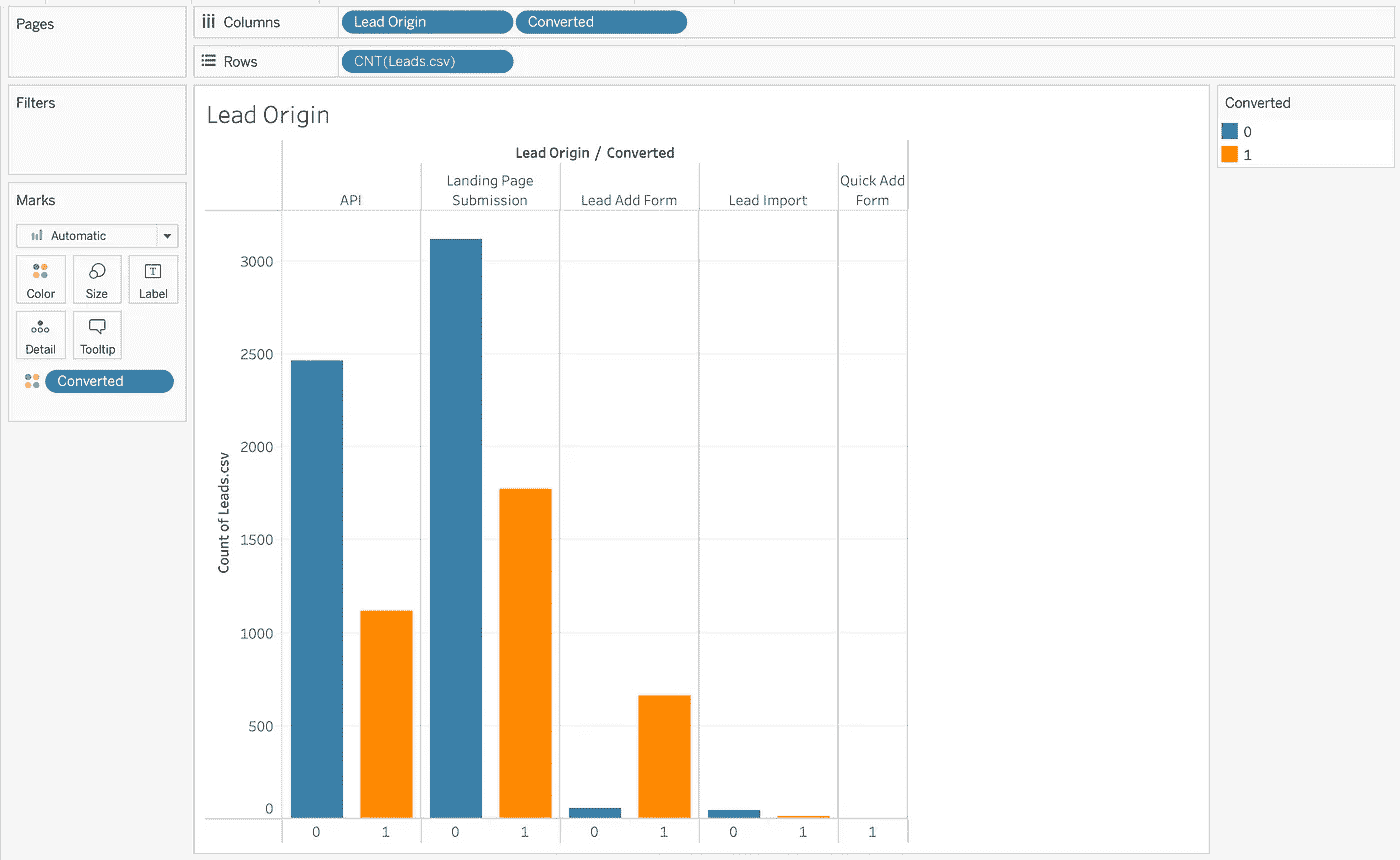 Pages
Columns
Lead Origin
Converted
Rows
CNT(Leads.csv)
Filters
Marks
Automatic
Color
Size
T
Label
Detail
Tooltip
Converted
Lead Origin
Lead Origin / Converted
API
Landing Page
Submission
Lead Add Form
Lead Import
Quick Add
Form
Count of Leads.csv
3000
2500
2000
1500
1000
500
0
0 1 0 1 0 1 0 1 1
Converted
0
1